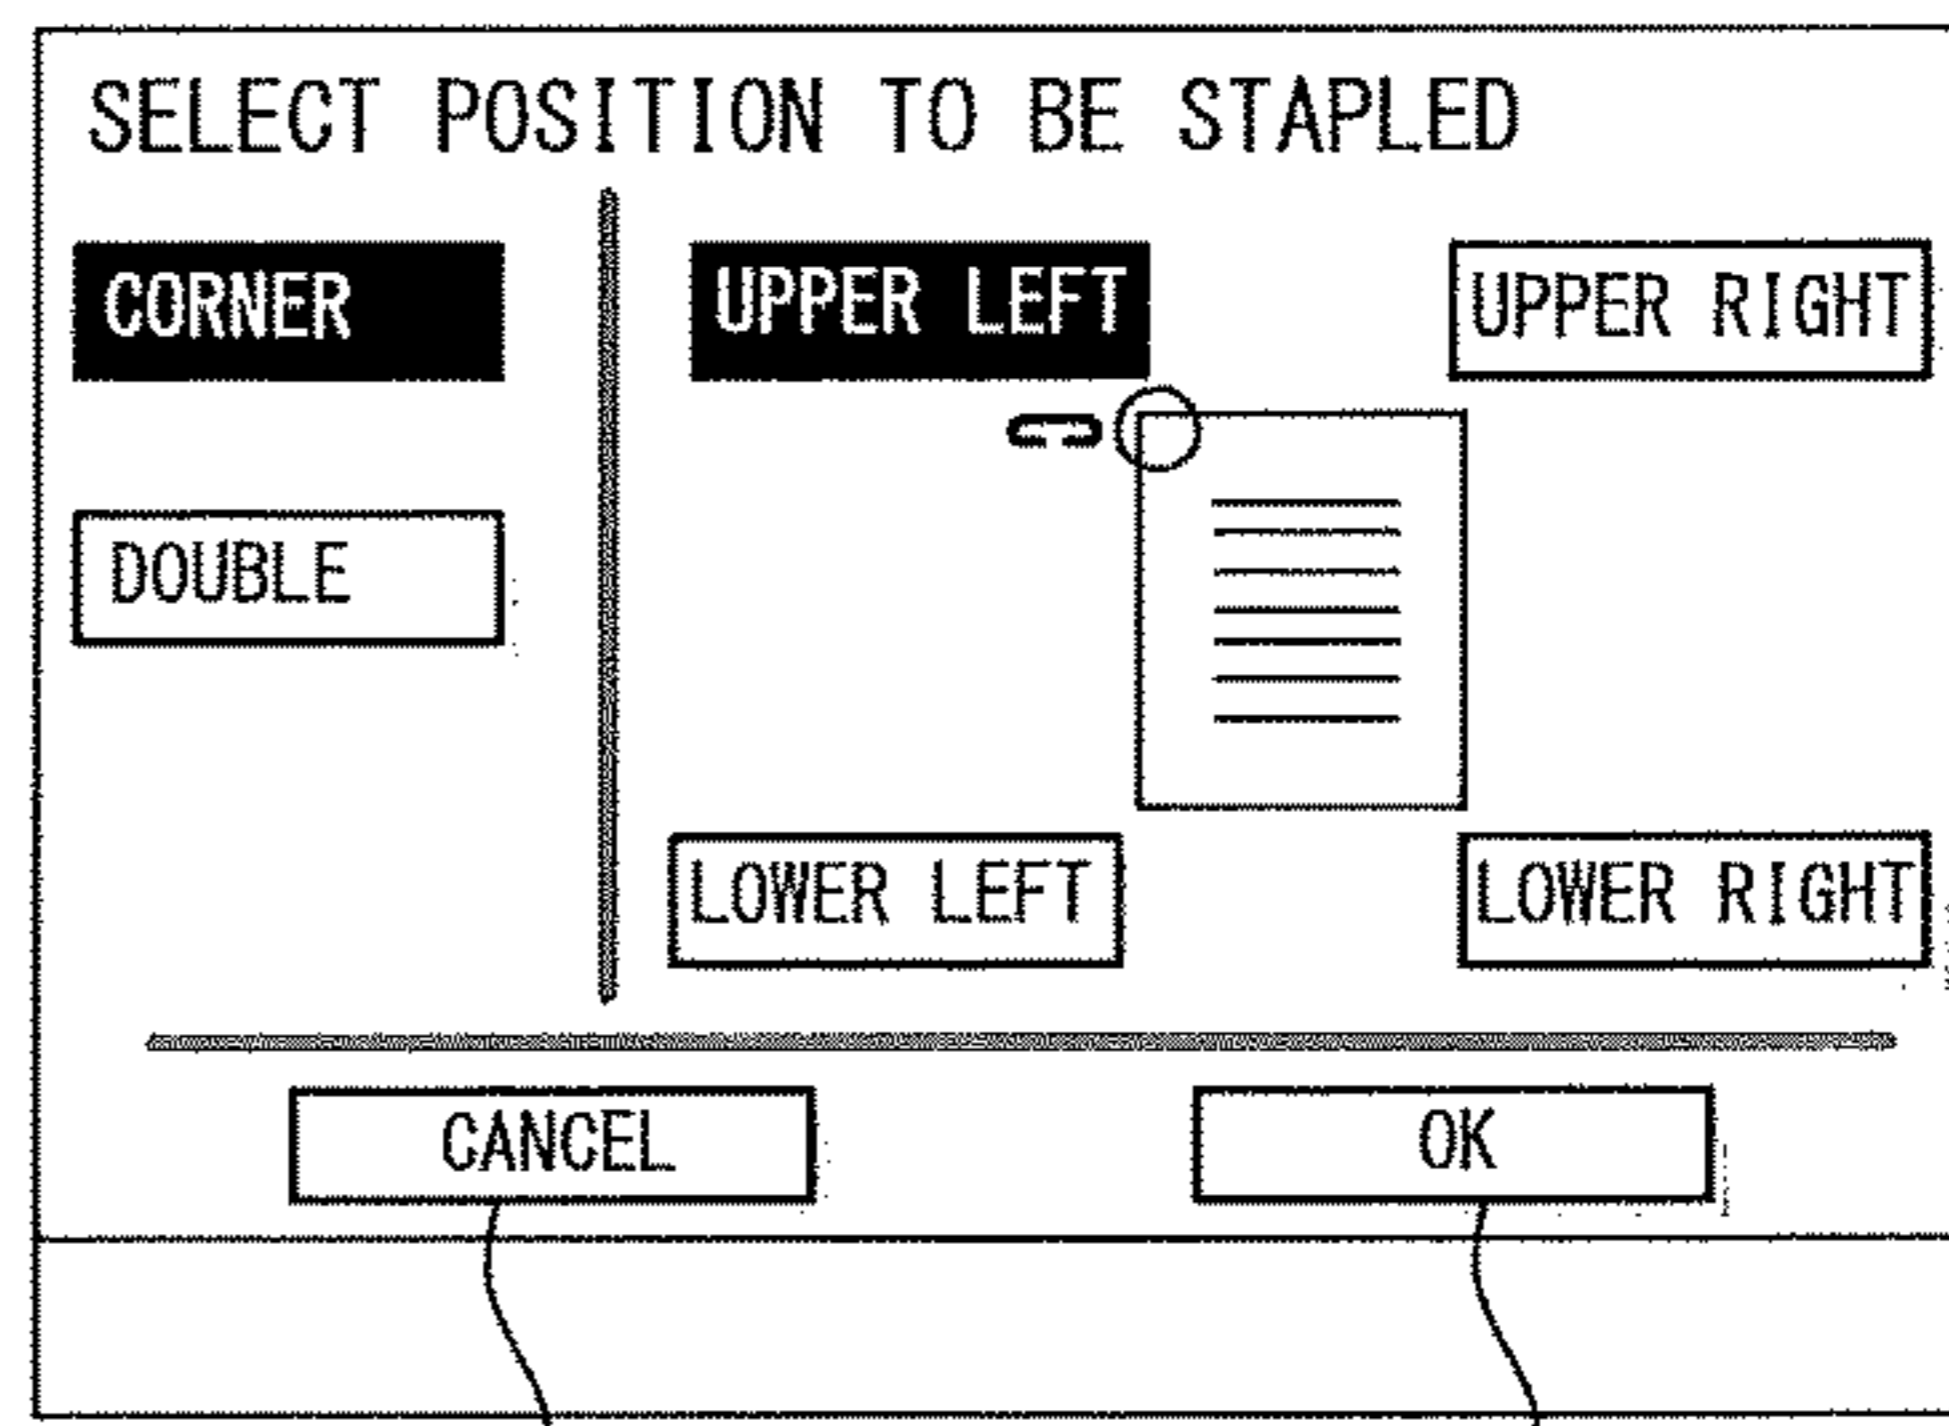 SELECT POSITION TO BE STAPLED
CORNER
UPPER LEFT
UPPER RIGHT
DOUBLE
LOWER LEFT
LOWER RIGHT
CANCEL
OK